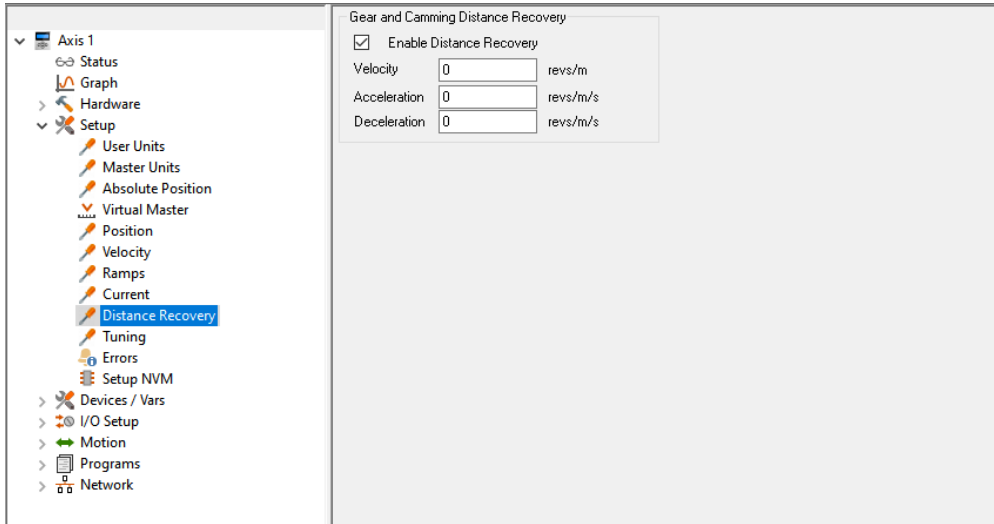 Axis 1
Status
Graph
Hardware
Setup
User Units
Master Units
Absolute Position
Virtual Master
Position
Velocity
Ramps
Current
Distance Recovery
Tuning
Errors
Setup NVM
Devices / Vars
I/O Setup
Motion
Programs
Network
Gear and Camming Distance Recovery
Enable Distance Recovery
Velocity 0 revs/m
Acceleration 0 revs/m/s
Deceleration 0 revs/m/s